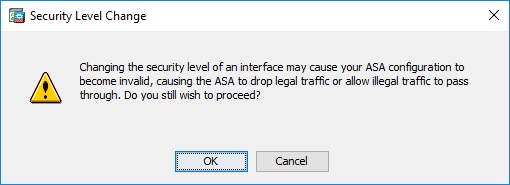 Security Level Change
Changing the security level of an interface may cause your ASA configuration to
become invalid, causing the ASA to drop legal traffic or allow illegal traffic to pass
through. Do you still wish to proceed?
OK
Cancel